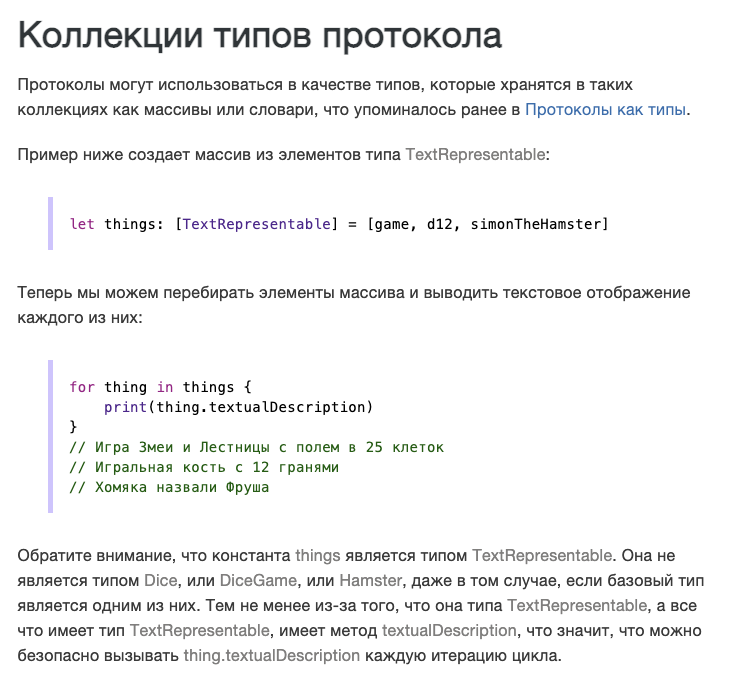 Коллекции типов протокола
Протоколы могут использоваться в качестве типов, которые хранятся в таких
коллекциях как массивы или словари, что упоминалось ранее в Протоколы как типы.
Пример ниже создает массив из элементов типа TextRepresentable:
let things: [TextRepresentable] = [game, d12, simonTheHamster]
Теперь мы можем перебирать элементы массива и выводить текстовое отображение
каждого из них:
for thing in things {
    print(thing.textualDescription)
}
// Игра Змеи и Лестницы с полем в 25 клеток
// Игральная кость с 12 гранями
// Хомяка назвали Фруша
Обратите внимание, что константа things является типом TextRepresentable. Она не
является типом Dice, или DiceGame, или Hamster, даже в том случае, если базовый тип
является одним из них. Тем не менее из-за того, что она типа TextRepresentable, а все
что имеет тип TextRepresentable, имеет метод textualDescription, что значит, что можно
безопасно вызывать thing.textualDescription каждую итерацию цикла.